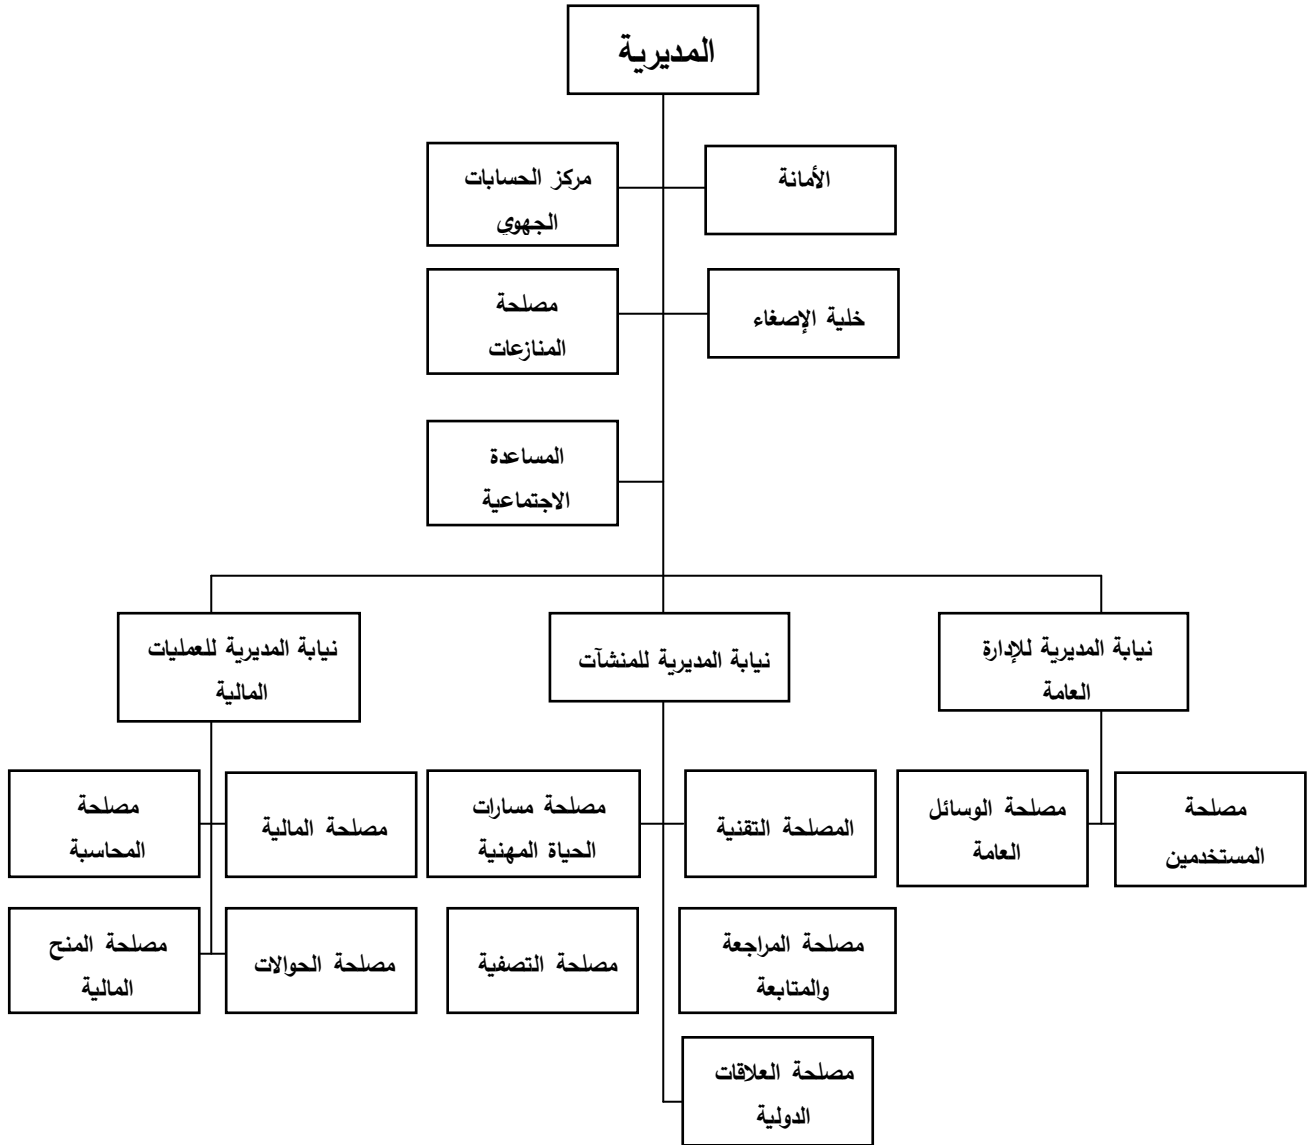 المديرية
الأمانة
مركز الحسابات
الجهوي
خلية الإصغاء
مصلحة
المنازعات
المساعدة
الاجتماعية
نيابة المديرية للإدارة
العامة
نيابة المديرية للمنشآت
نيابة المديرية للعمليات
المالية
مصلحة
المستخدمين
مصلحة الوسائل
العامة
المصلحة التقنية
مصلحة مسارات
الحياة المهنية
مصلحة المالية
مصلحة
المحاسبة
مصلحة المراجعة
والمتابعة
مصلحة التصفية
مصلحة الحوالات
مصلحة المنح
المالية
مصلحة العلاقات
الدولية